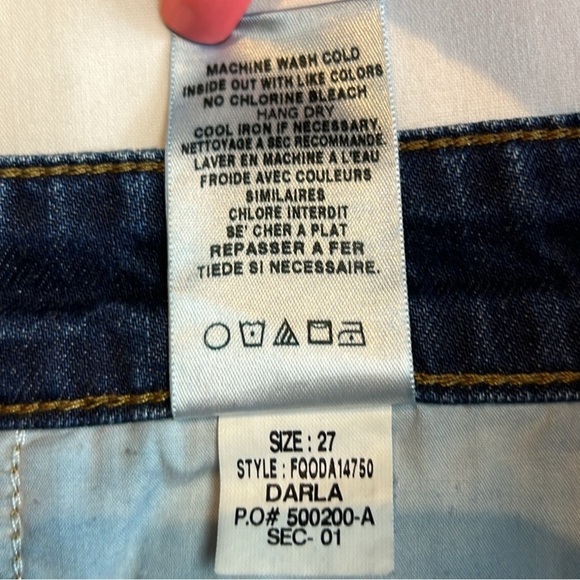 MACHINE WASH COLD
INSIDE OUT WITH LIKE COLORS
NO CHLORINE BLEACH
HANG DRY
COOL IRON IF NECESSARY,
NETTOYAGE A SEC RECOMMANDE.
LAVER EN MACHINE A L'EAU
FROIDE AVEC COULEURS
SIMILAIRES
CHLORE INTERDIT
SE' CHER A PLAT
REPASSER A FER
TIEDE SI NECESSAIRE.
SIZE : 27
STYLE : FQODA14750
DARLA
P.O# 500200-A
SEC- 01